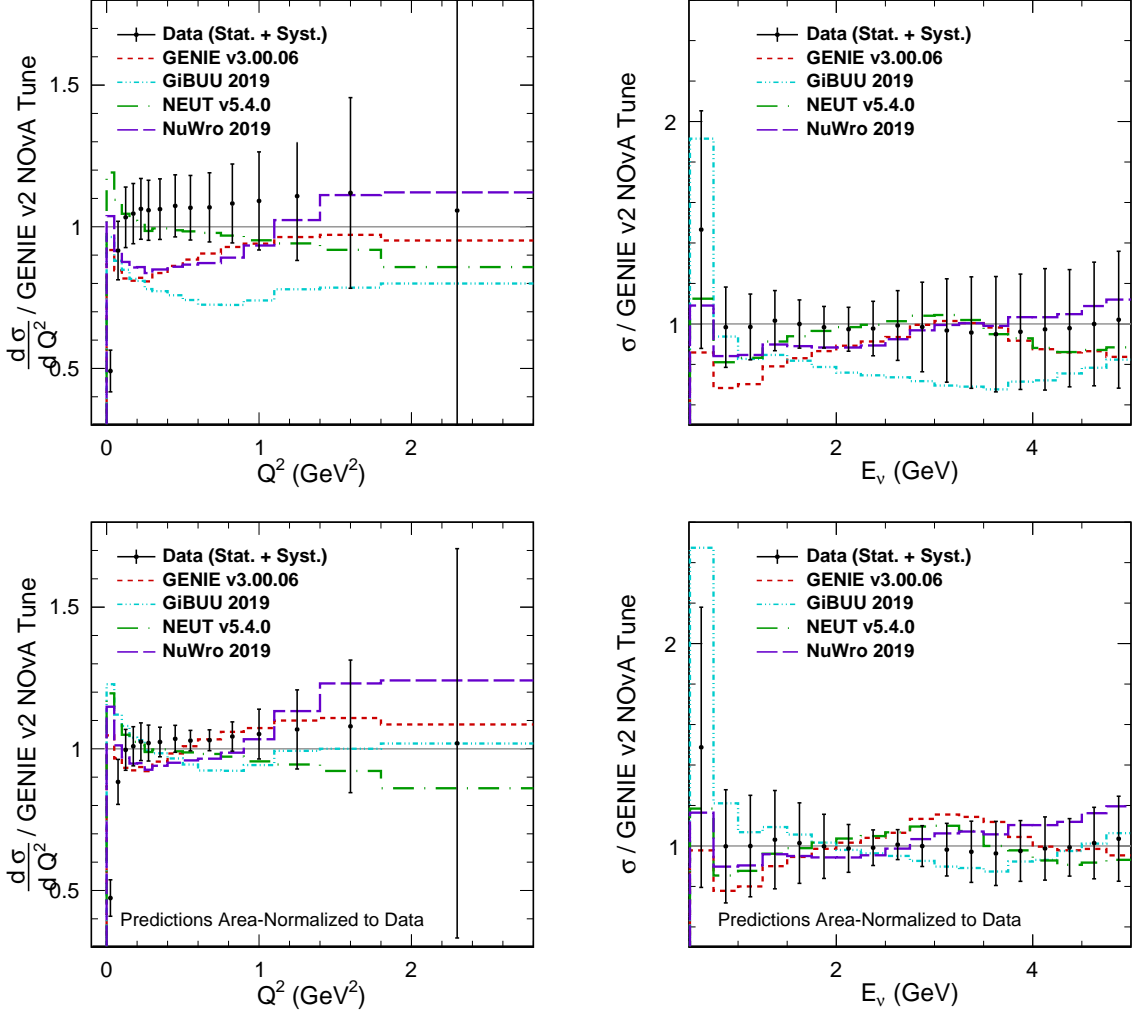 dσ / d Q² / GENIE v2 NOvA Tune
1.5
1
0.5
Data (Stat. + Syst.)
GENIE v3.00.06
GiBUU 2019
NEUT v5.4.0
NuWro 2019
0 1 2
Q² (GeV²)
σ / GENIE v2 NOvA Tune
2
1
Data (Stat. + Syst.)
GENIE v3.00.06
GiBUU 2019
NEUT v5.4.0
NuWro 2019
2 4
Eν (GeV)
dσ / d Q² / GENIE v2 NOvA Tune
1.5
1
0.5
Data (Stat. + Syst.)
GENIE v3.00.06
GiBUU 2019
NEUT v5.4.0
NuWro 2019
Predictions Area-Normalized to Data
0 1 2
Q² (GeV²)
σ / GENIE v2 NOvA Tune
2
1
Data (Stat. + Syst.)
GENIE v3.00.06
GiBUU 2019
NEUT v5.4.0
NuWro 2019
Predictions Area-Normalized to Data
2 4
Eν (GeV)